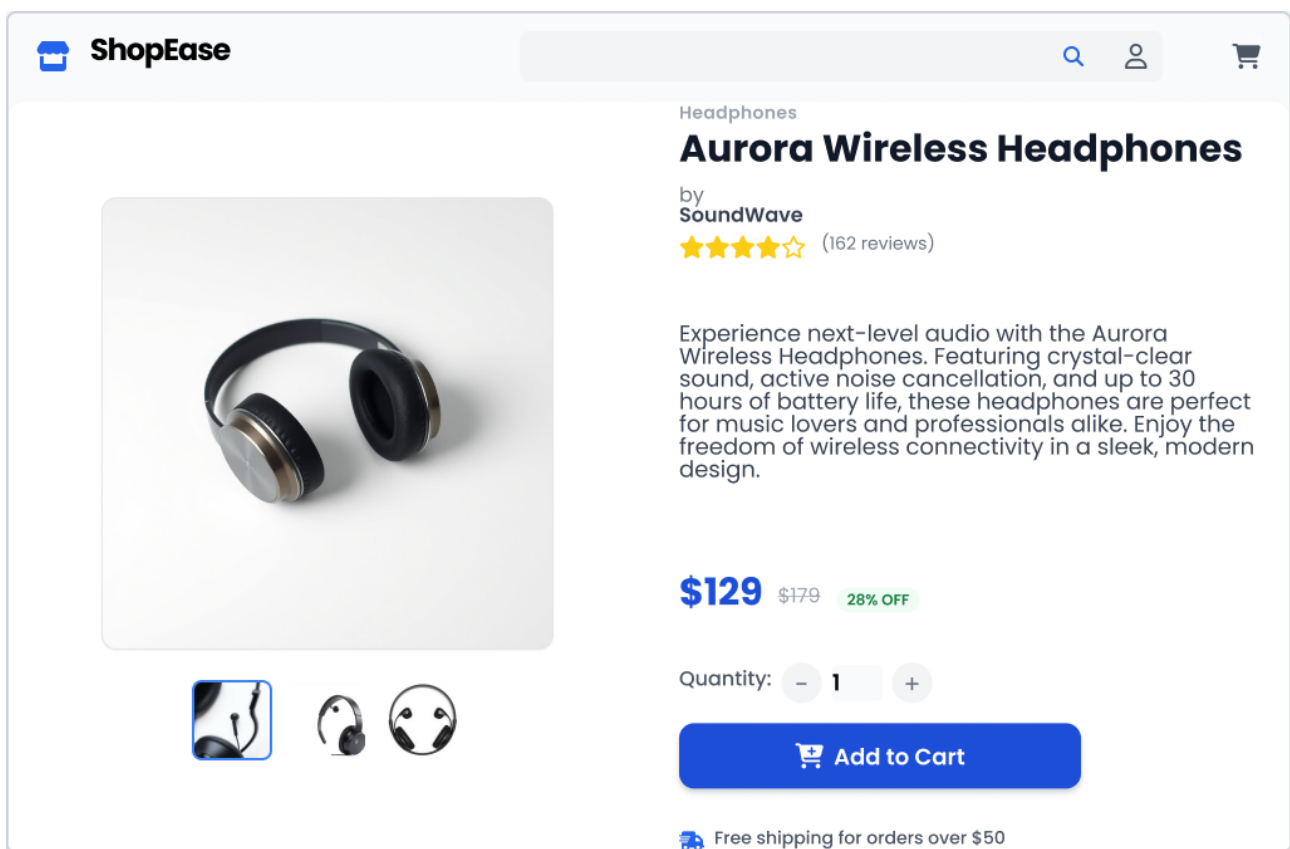 ShopEase
Headphones
Aurora Wireless Headphones
by
SoundWave
(162 reviews)
Experience next-level audio with the Aurora
Wireless Headphones. Featuring crystal-clear
sound, active noise cancellation, and up to 30
hours of battery life, these headphones are perfect
for music lovers and professionals alike. Enjoy the
freedom of wireless connectivity in a sleek, modern
design.
$129 $179 28% OFF
Quantity: - 1 +
Add to Cart
Free shipping for orders over $50